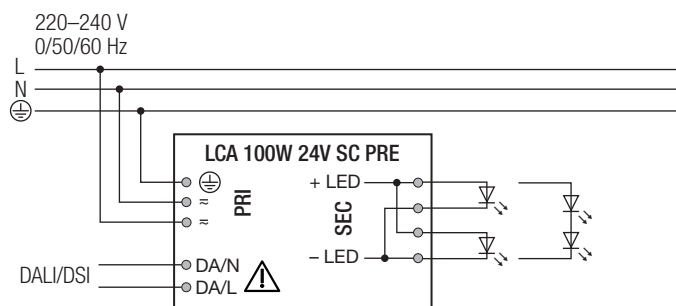 220–240 V
0/50/60 Hz
L
N
LCA 100W 24V SC PRE
PRI
≂
≂
+ LED
SEC
– LED
DALI/DSI
DA/N
DA/L